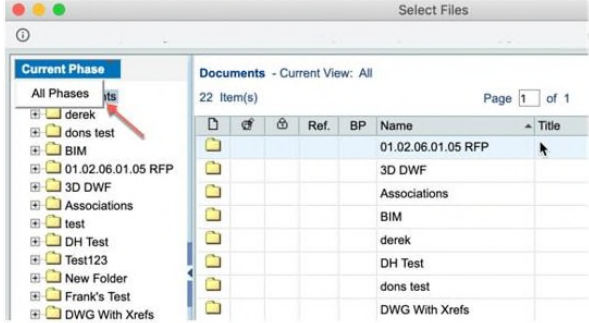 Select Files
Current Phase
All Phases
derek
dons test
BIM
01.02.06.01.05 RFP
3D DWF
Associations
test
DH Test
Test123
New Folder
Frank's Test
DWG With Xrefs
Documents - Current View: All
22 Item(s)
Page 1 of 1
Ref. BP Name Title
01.02.06.01.05 RFP
3D DWF
Associations
BIM
derek
DH Test
dons test
DWG With Xrefs